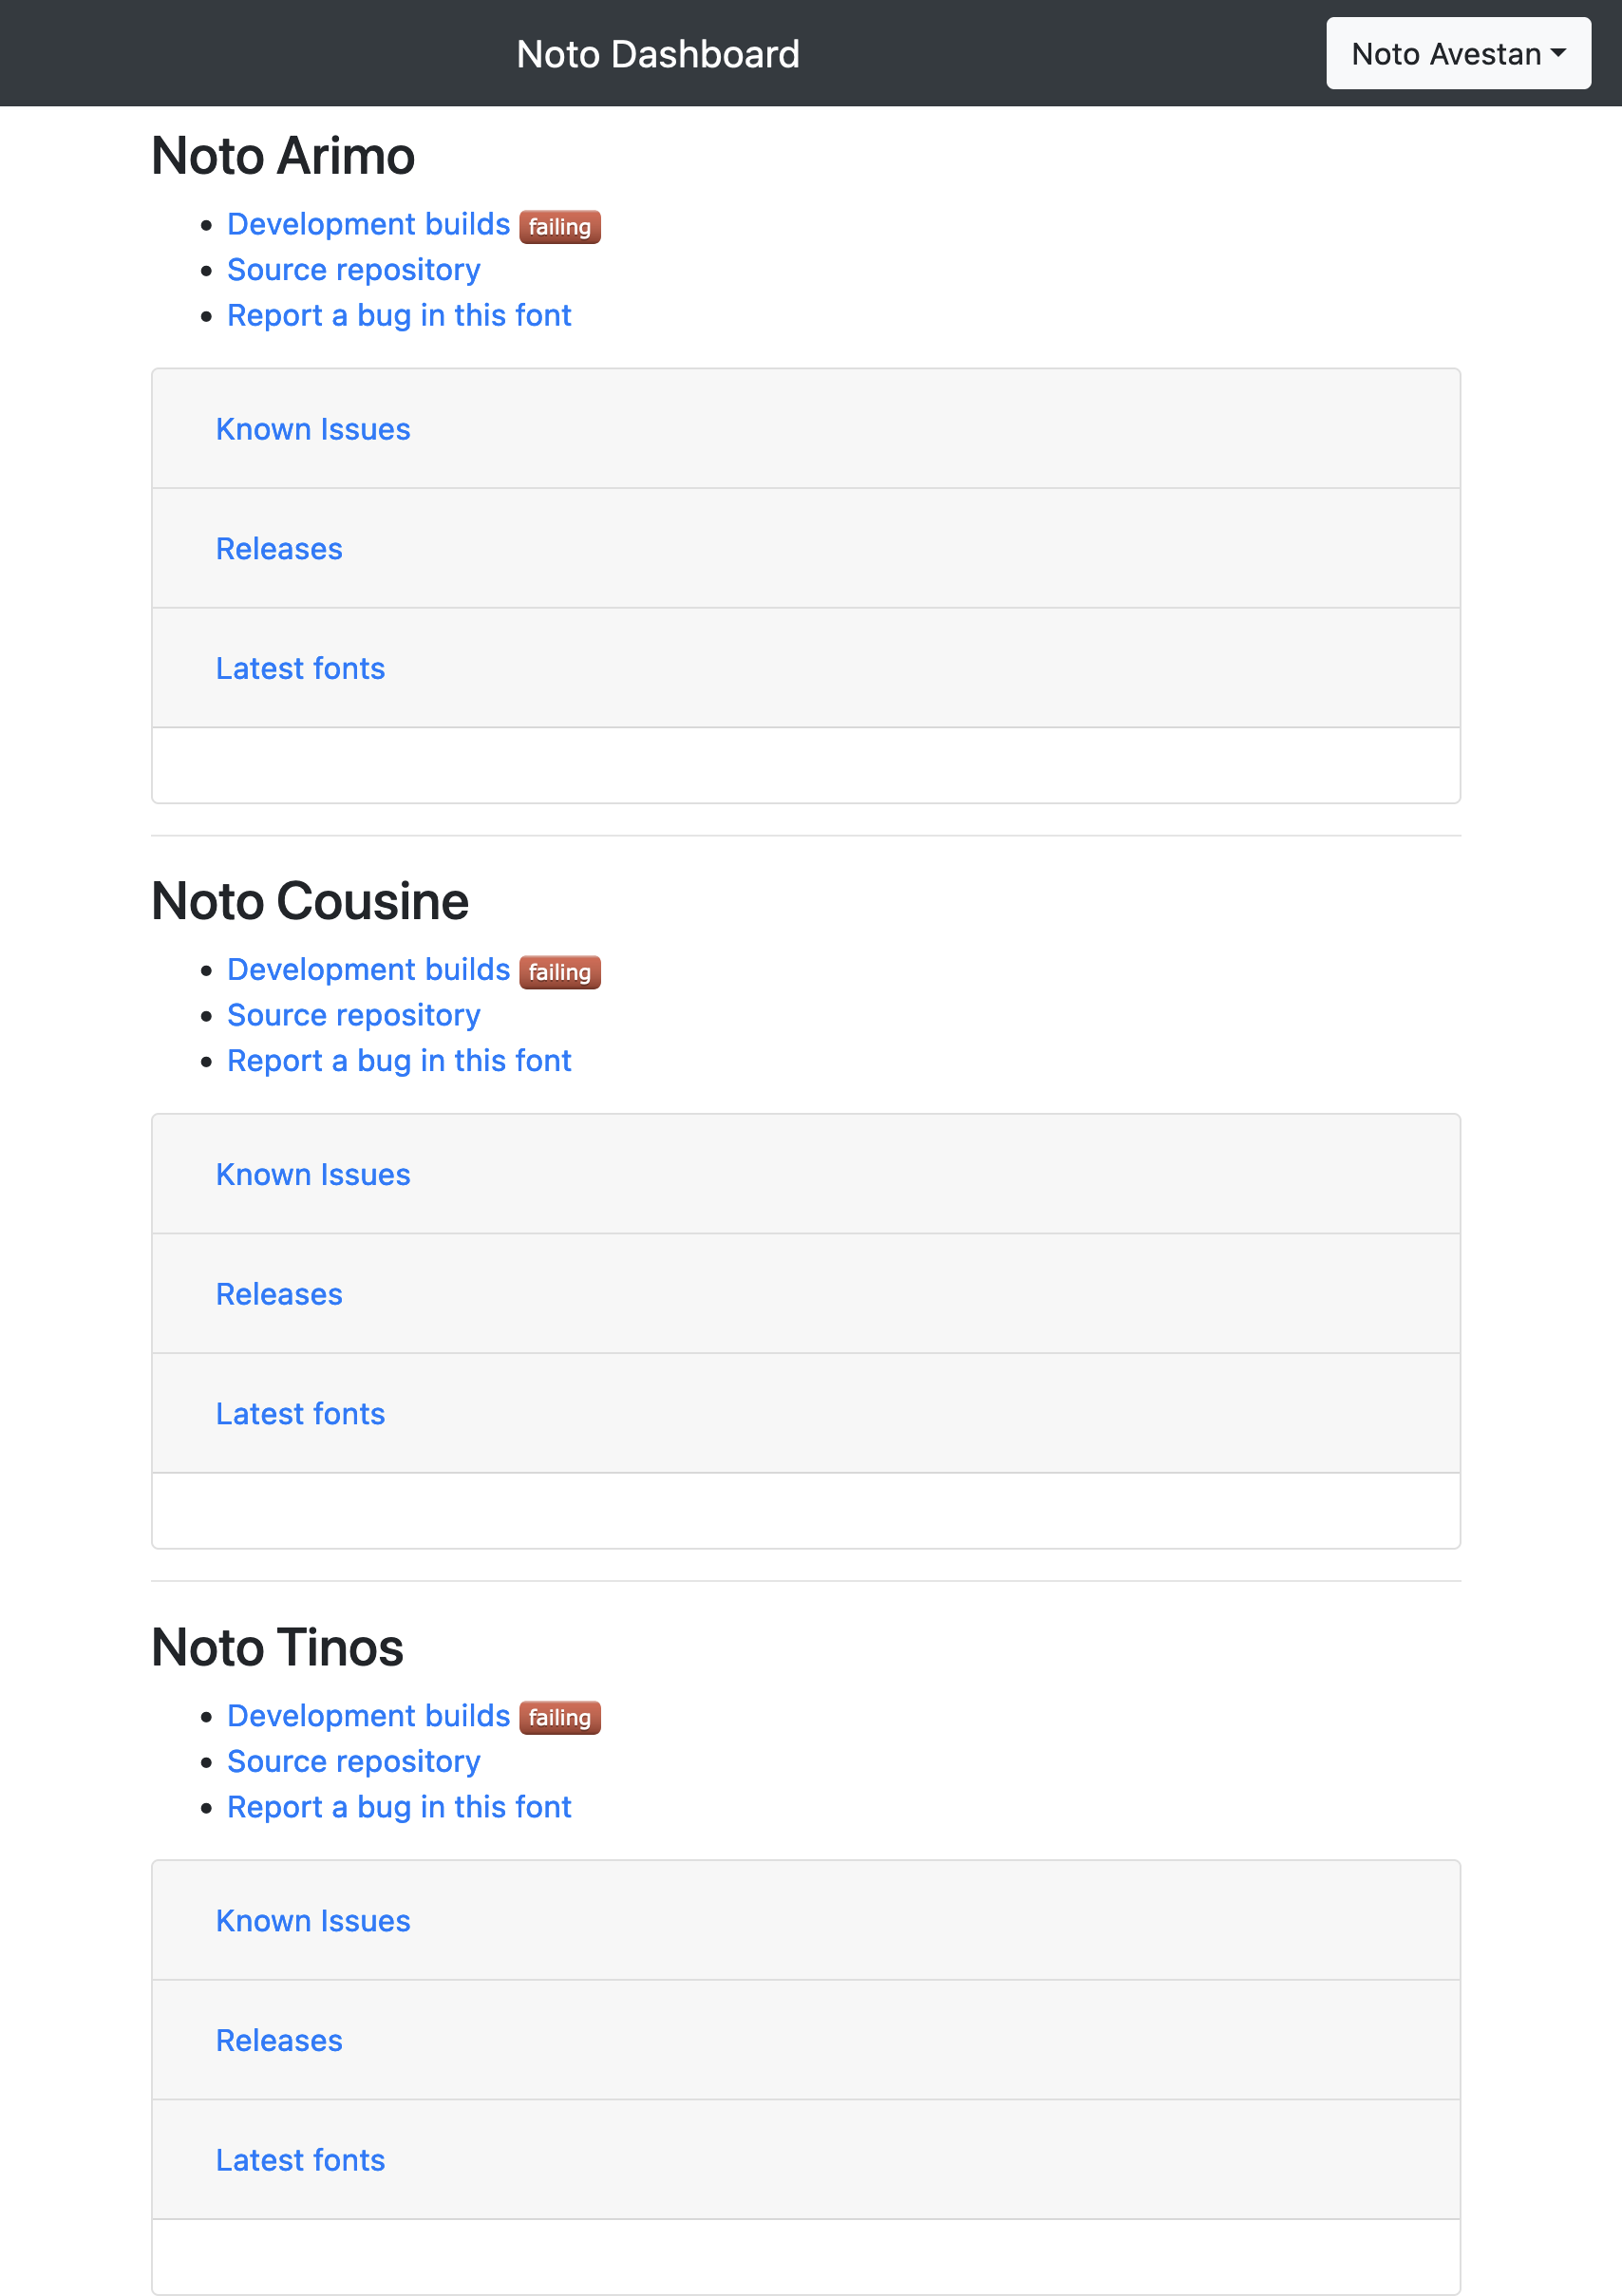 Noto Dashboard
Noto Avestan
Noto Arimo
Development builds failing
Source repository
Report a bug in this font
Known Issues
Releases
Latest fonts
Noto Cousine
Development builds failing
Source repository
Report a bug in this font
Known Issues
Releases
Latest fonts
Noto Tinos
Development builds failing
Source repository
Report a bug in this font
Known Issues
Releases
Latest fonts